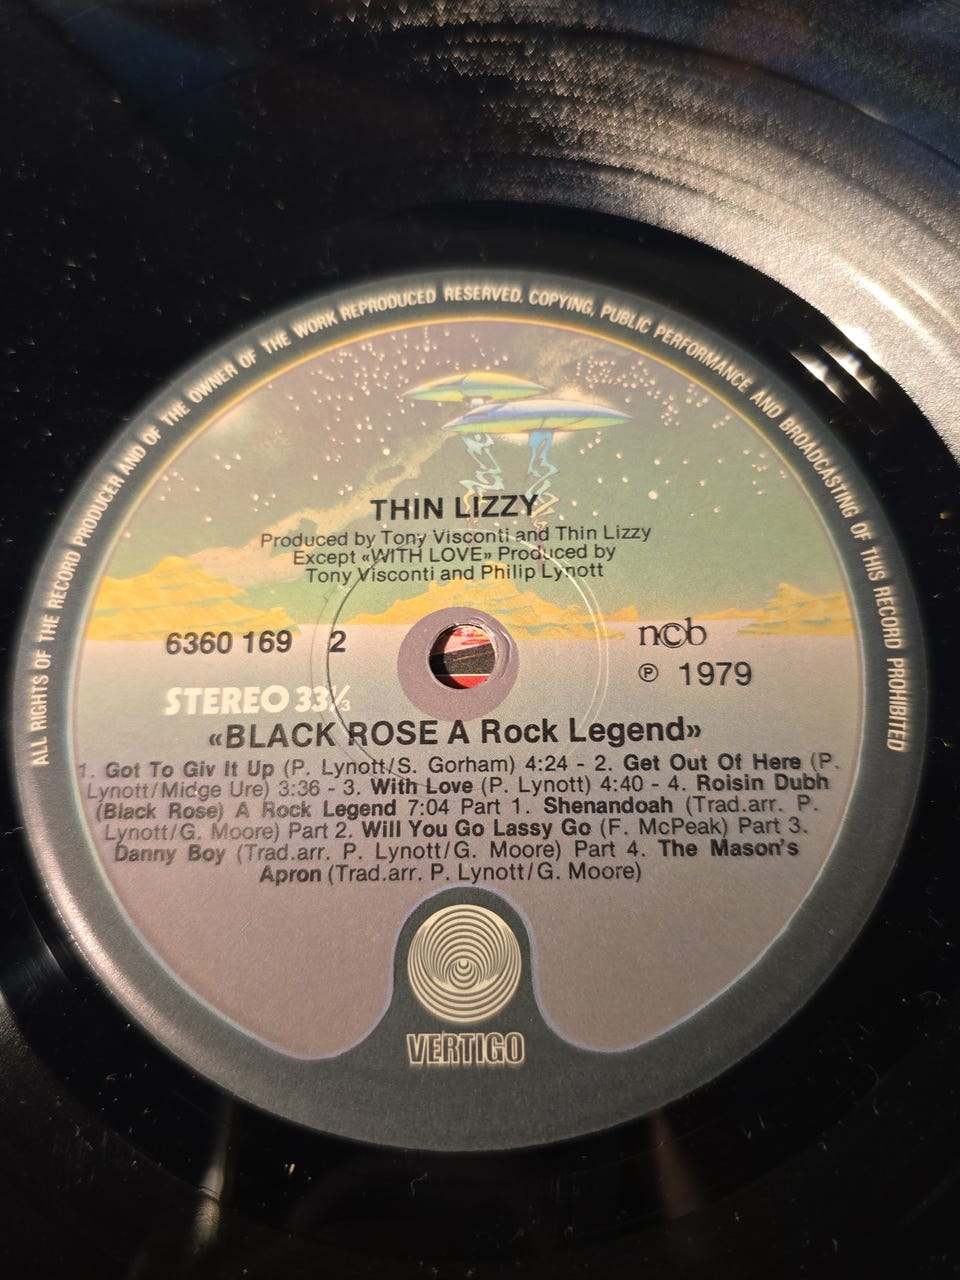 ALL RIGHTS OF THE RECORD PRODUCER AND OF THE OWNER OF THE WORK REPRODUCED RESERVED. COPYING, PUBLIC PERFORMANCE AND BROADCASTING OF THIS RECORD PROHIBITED
THIN LIZZY
Produced by Tony Visconti and Thin Lizzy
Except «WITH LOVE» Produced by
Tony Visconti and Philip Lynott
6360 169 2
ncb
℗ 1979
STEREO 33⅓
«BLACK ROSE A Rock Legend»
1. Got To Giv It Up (P. Lynott/S. Gorham) 4:24 - 2. Get Out Of Here (P.
Lynott/Midge Ure) 3:36 - 3. With Love (P. Lynott) 4:40 - 4. Roisin Dubh
(Black Rose) A Rock Legend 7:04 Part 1. Shenandoah (Trad.arr. P.
Lynott/G. Moore) Part 2. Will You Go Lassy Go (F. McPeak) Part 3.
Danny Boy (Trad.arr. P. Lynott/G. Moore) Part 4. The Mason's
Apron (Trad.arr. P. Lynott/G. Moore)
VERTIGO